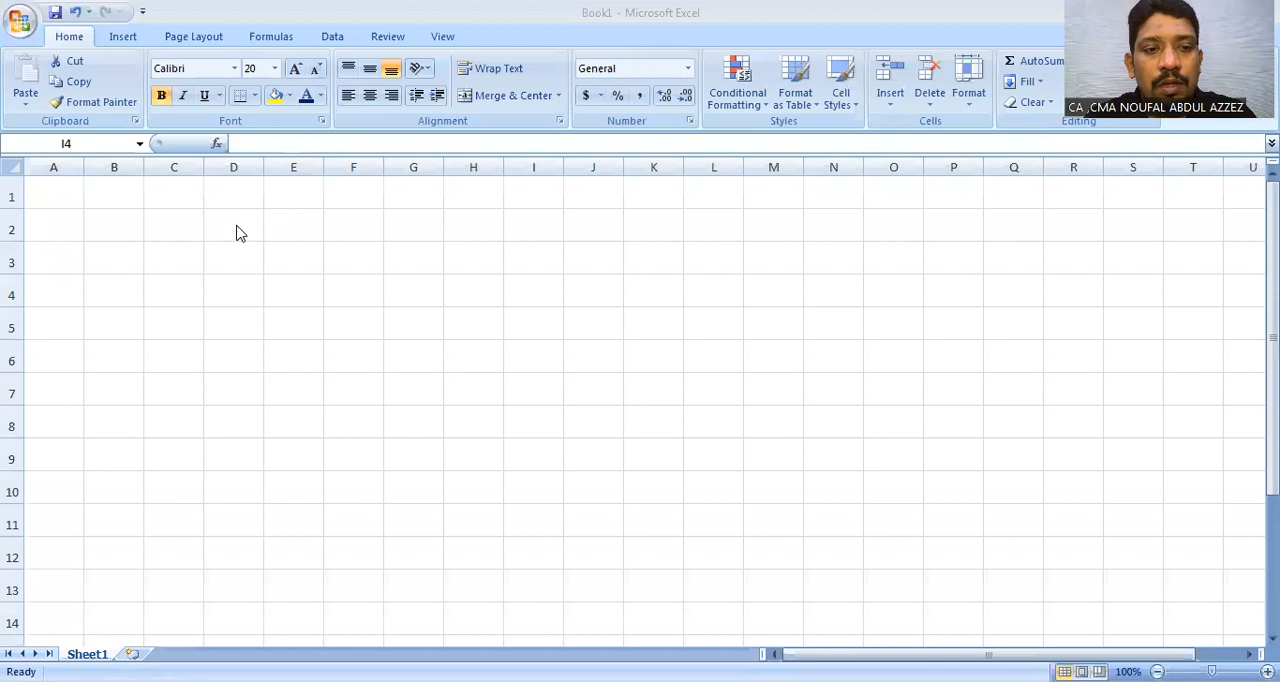 Book1 - Microsoft Excel
Home Insert Page Layout Formulas Data Review View
Paste
Cut
Copy
Format Painter
Clipboard
Calibri 20 A A
B I U A
Font
Wrap Text
Merge & Center
Alignment
General
$ % ,
Number
Conditional Formatting
Format as Table
Cell Styles
Styles
Insert
Delete
Format
Cells
Σ AutoSum
Fill
Clear
Editing
CA ,CMA NOUFAL ABDUL AZZEZ
I4 fx
A B C D E F G H I J K L M N O P Q R S T U
1
2
3
4
5
6
7
8
9
10
11
12
13
14
Sheet1
Ready 100%